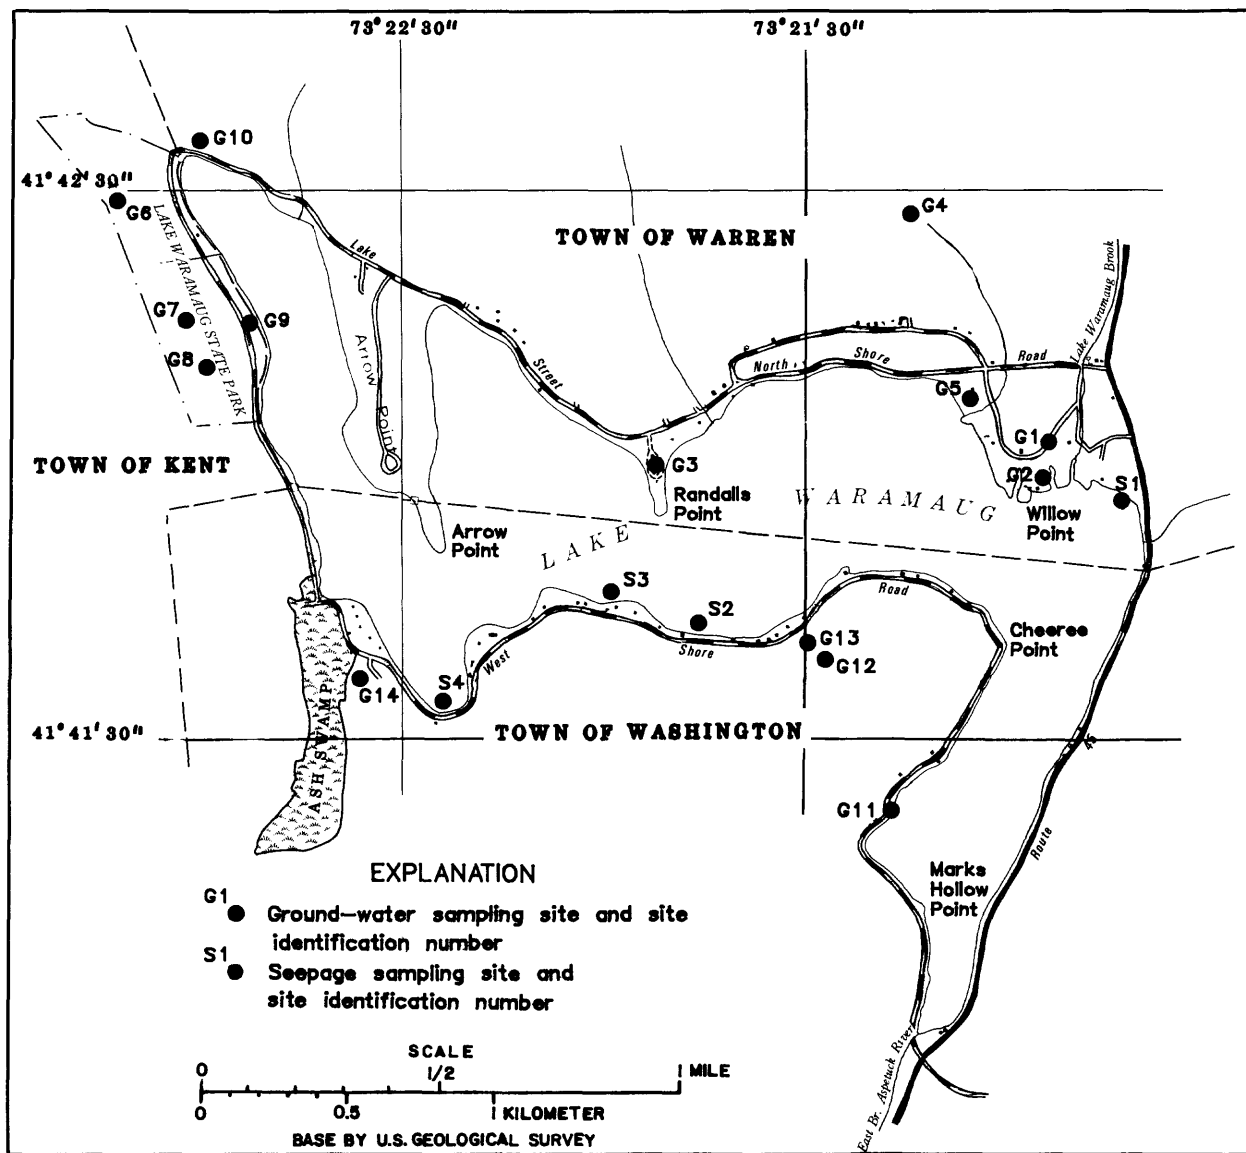 73° 22' 30"
73° 21' 30"
G10
41° 42' 30"
G6
G4
TOWN OF WARREN
LAKE WARAMAUG STATE PARK
Lake Waramaug Brook
Lake
Street
G7
G9
G8
Arrow
Point
North
Shore
Road
G5
G1
G2
S1
G3
TOWN OF KENT
Randalls
Point
WARAMAUG
Willow
Point
Arrow
Point
LAKE
S3
S2
Road
G13
G12
Cheeree
Point
West
Shore
G14
S4
ASH SWAMP
41° 41' 30"
TOWN OF WASHINGTON
45
G11
Route
Marks
Hollow
Point
EXPLANATION
G1
Ground-water sampling site and site
identification number
S1
Seepage sampling site and
site identification number
East Br. Aspetuck River
SCALE
0 1/2 1 MILE
0 0.5 1 KILOMETER
BASE BY U.S. GEOLOGICAL SURVEY